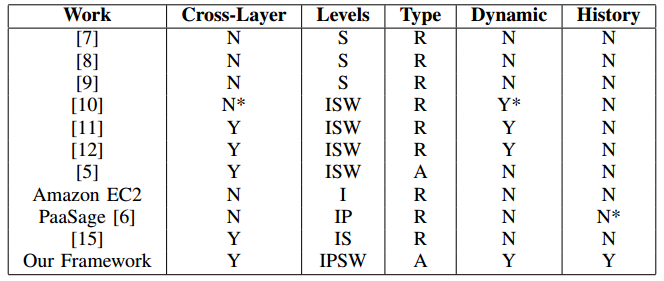 Work Cross-Layer Levels Type Dynamic History
[7] N S R N N
[8] N S R N N
[9] N S R N N
[10] N* ISW R Y* N
[11] Y ISW R Y N
[12] Y ISW R Y N
[5] Y ISW A N N
Amazon EC2 N I R N N
PaaSage [6] N IP R N N*
[15] Y IS R N N
Our Framework Y IPSW A Y Y